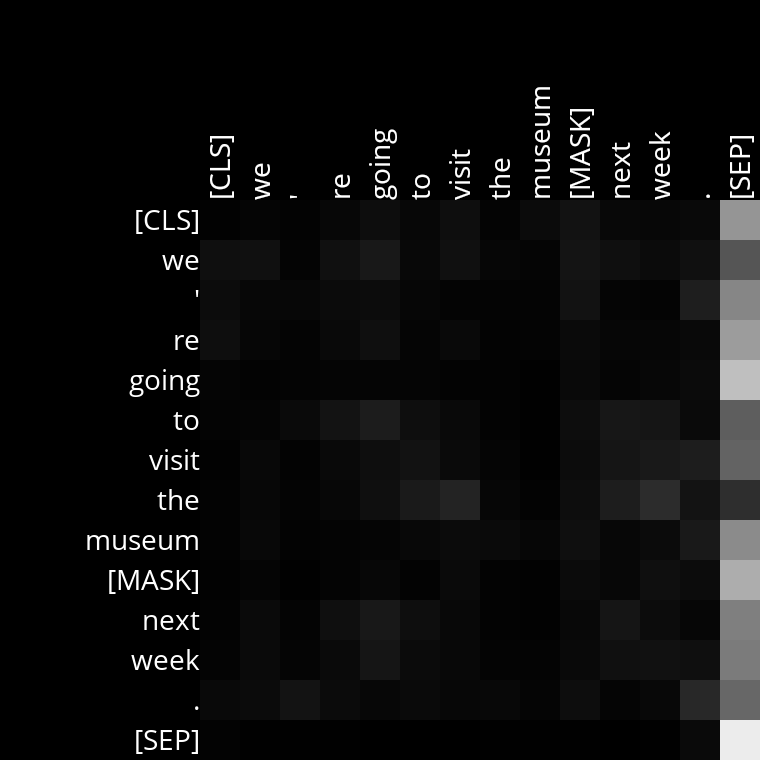 [CLS] we ' re going to visit the museum [MASK] next week . [SEP]
[CLS]
we
'
re
going
to
visit
the
museum
[MASK]
next
week
.
[SEP]